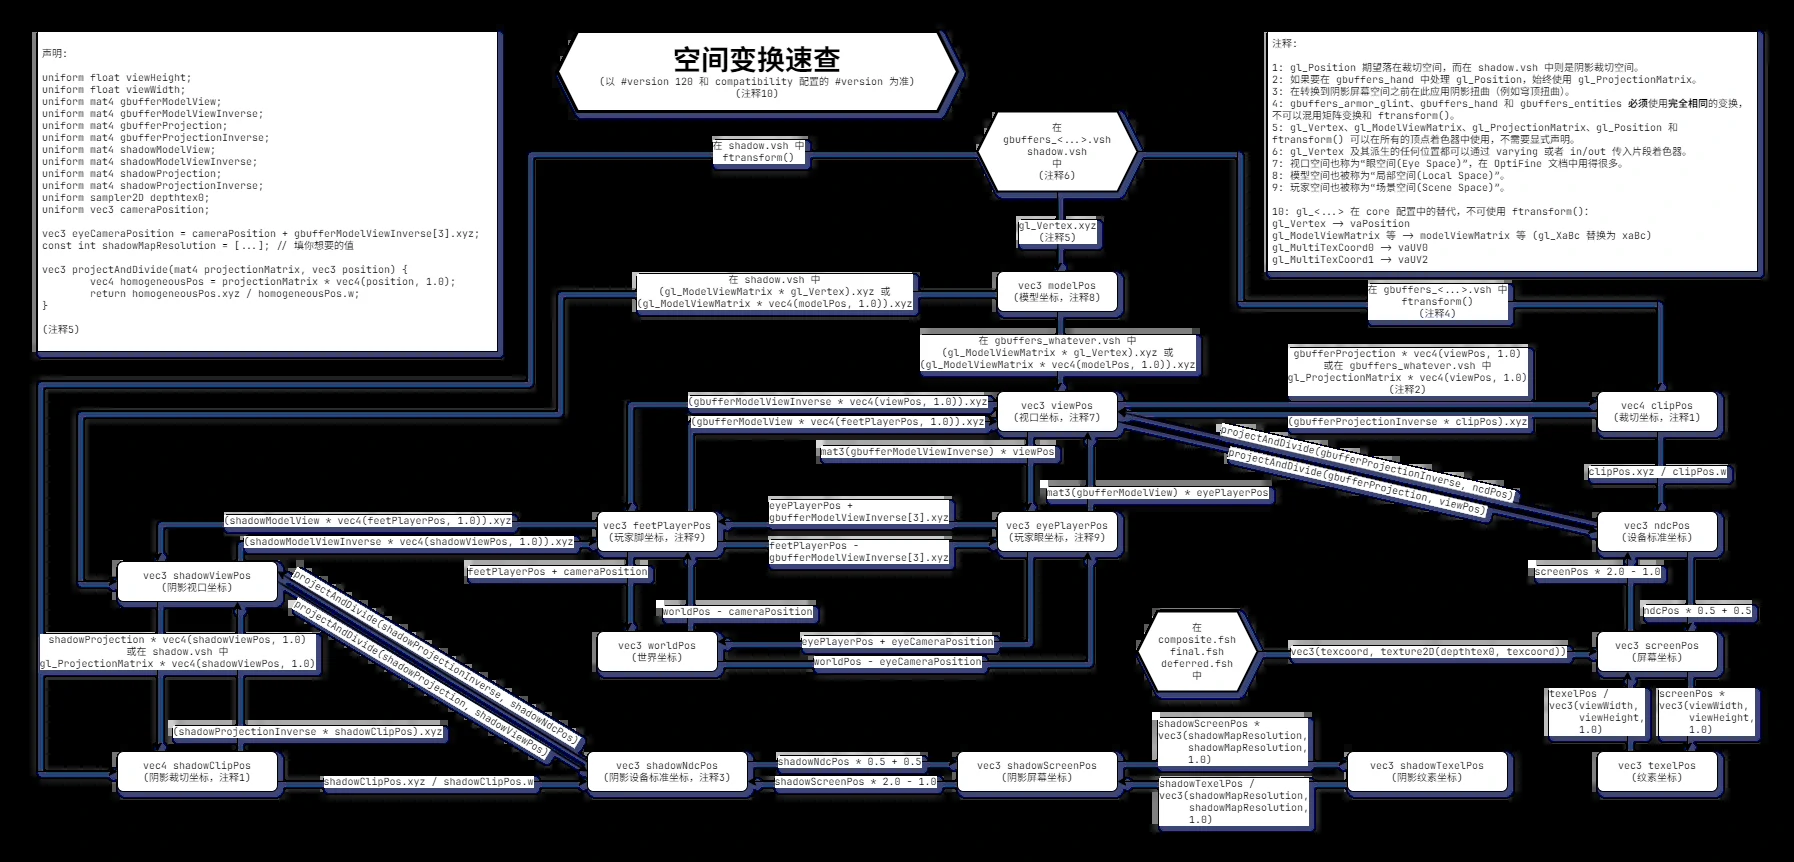 声明:
uniform float viewHeight;
uniform float viewWidth;
uniform mat4 gbufferModelView;
uniform mat4 gbufferModelViewInverse;
uniform mat4 gbufferProjection;
uniform mat4 gbufferProjectionInverse;
uniform mat4 shadowModelView;
uniform mat4 shadowModelViewInverse;
uniform mat4 shadowProjection;
uniform mat4 shadowProjectionInverse;
uniform sampler2D depthtex0;
uniform vec3 cameraPosition;
vec3 eyeCameraPosition = cameraPosition + gbufferModelViewInverse[3].xyz;
const int shadowMapResolution = [...]; // 填你想要的值
vec3 projectAndDivide(mat4 projectionMatrix, vec3 position) {
vec4 homogeneousPos = projectionMatrix * vec4(position, 1.0);
return homogeneousPos.xyz / homogeneousPos.w;
}
(注释5)
空间变换速查
(以 #version 120 和 compatibility 配置的 #version 为准)
(注释10)
注释:
1: gl_Position 期望落在裁切空间，而在 shadow.vsh 中则是阴影裁切空间。
2: 如果要在 gbuffers_hand 中处理 gl_Position，始终使用 gl_ProjectionMatrix。
3: 在转换到阴影屏幕空间之前在此应用阴影扭曲（例如穹顶扭曲）。
4: gbuffers_armor_glint、gbuffers_hand 和 gbuffers_entities 必须使用完全相同的变换，
不可以混用矩阵变换和 ftransform()。
5: gl_Vertex、gl_ModelViewMatrix、gl_ProjectionMatrix、gl_Position 和
ftransform() 可以在所有的顶点着色器中使用，不需要显式声明。
6: gl_Vertex 及其派生的任何位置都可以通过 varying 或者 in/out 传入片段着色器。
7: 视口空间也称为“眼空间(Eye Space)”，在 OptiFine 文档中用得很多。
8: 模型空间也被称为“局部空间(Local Space)”。
9: 玩家空间也被称为“场景空间(Scene Space)”。
10: gl_<...> 在 core 配置中的替代，不可使用 ftransform():
gl_Vertex → vaPosition
gl_ModelViewMatrix 等 → modelViewMatrix 等 (gl_XaBc 替换为 xaBc)
gl_MultiTexCoord0 → vaUV0
gl_MultiTexCoord1 → vaUV2
在
gbuffers_<...>.vsh
shadow.vsh
中
(注释6)
在 shadow.vsh 中
ftransform()
gl_Vertex.xyz
(注释5)
vec3 modelPos
(模型坐标，注释8)
在 shadow.vsh 中
(gl_ModelViewMatrix * gl_Vertex).xyz 或
(gl_ModelViewMatrix * vec4(modelPos, 1.0)).xyz
在 gbuffers_<...>.vsh 中
ftransform()
(注释4)
在 gbuffers_whatever.vsh 中
(gl_ModelViewMatrix * gl_Vertex).xyz 或
(gl_ModelViewMatrix * vec4(modelPos, 1.0)).xyz
gbufferProjection * vec4(viewPos, 1.0)
或在 gbuffers_whatever.vsh 中
gl_ProjectionMatrix * vec4(viewPos, 1.0)
(注释2)
(gbufferModelViewInverse * vec4(viewPos, 1.0)).xyz
(gbufferModelView * vec4(feetPlayerPos, 1.0)).xyz
vec3 viewPos
(视口坐标，注释7)
(gbufferProjectionInverse * clipPos).xyz
vec4 clipPos
(裁切坐标，注释1)
mat3(gbufferModelViewInverse) * viewPos
mat3(gbufferModelView) * eyePlayerPos
projectAndDivide(gbufferProjectionInverse, ncdPos)
projectAndDivide(gbufferProjection, viewPos)
clipPos.xyz / clipPos.w
(shadowModelView * vec4(feetPlayerPos, 1.0)).xyz
(shadowModelViewInverse * vec4(shadowViewPos, 1.0)).xyz
vec3 feetPlayerPos
(玩家脚坐标，注释9)
eyePlayerPos +
gbufferModelViewInverse[3].xyz
feetPlayerPos -
gbufferModelViewInverse[3].xyz
vec3 eyePlayerPos
(玩家眼坐标，注释9)
vec3 ndcPos
(设备标准坐标)
vec3 shadowViewPos
(阴影视口坐标)
feetPlayerPos + cameraPosition
worldPos - cameraPosition
screenPos * 2.0 - 1.0
ndcPos * 0.5 + 0.5
projectAndDivide(shadowProjectionInverse, shadowNdcPos)
projectAndDivide(shadowProjection, shadowViewPos)
shadowProjection * vec4(shadowViewPos, 1.0)
或在 shadow.vsh 中
gl_ProjectionMatrix * vec4(shadowViewPos, 1.0)
vec3 worldPos
(世界坐标)
eyePlayerPos + eyeCameraPosition
worldPos - eyeCameraPosition
在
composite.fsh
final.fsh
deferred.fsh
中
vec3(texcoord, texture2D(depthtex0, texcoord))
vec3 screenPos
(屏幕坐标)
texelPos /
vec3(viewWidth,
viewHeight,
1.0)
screenPos *
vec3(viewWidth,
viewHeight,
1.0)
(shadowProjectionInverse * shadowClipPos).xyz
vec4 shadowClipPos
(阴影裁切坐标，注释1)
shadowClipPos.xyz / shadowClipPos.w
vec3 shadowNdcPos
(阴影设备标准坐标，注释3)
shadowNdcPos * 0.5 + 0.5
shadowScreenPos * 2.0 - 1.0
vec3 shadowScreenPos
(阴影屏幕坐标)
shadowScreenPos *
vec3(shadowMapResolution,
shadowMapResolution,
1.0)
shadowTexelPos /
vec3(shadowMapResolution,
shadowMapResolution,
1.0)
vec3 shadowTexelPos
(阴影纹素坐标)
vec3 texelPos
(纹素坐标)